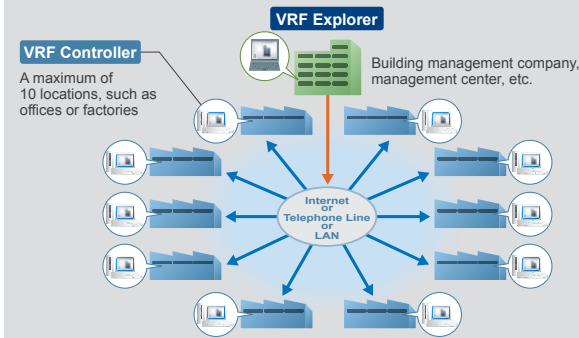 VRF Explorer
VRF Controller
A maximum of
10 locations, such as
offices or factories
Building management company,
management center, etc.
Internet
or
Telephone Line
or
LAN